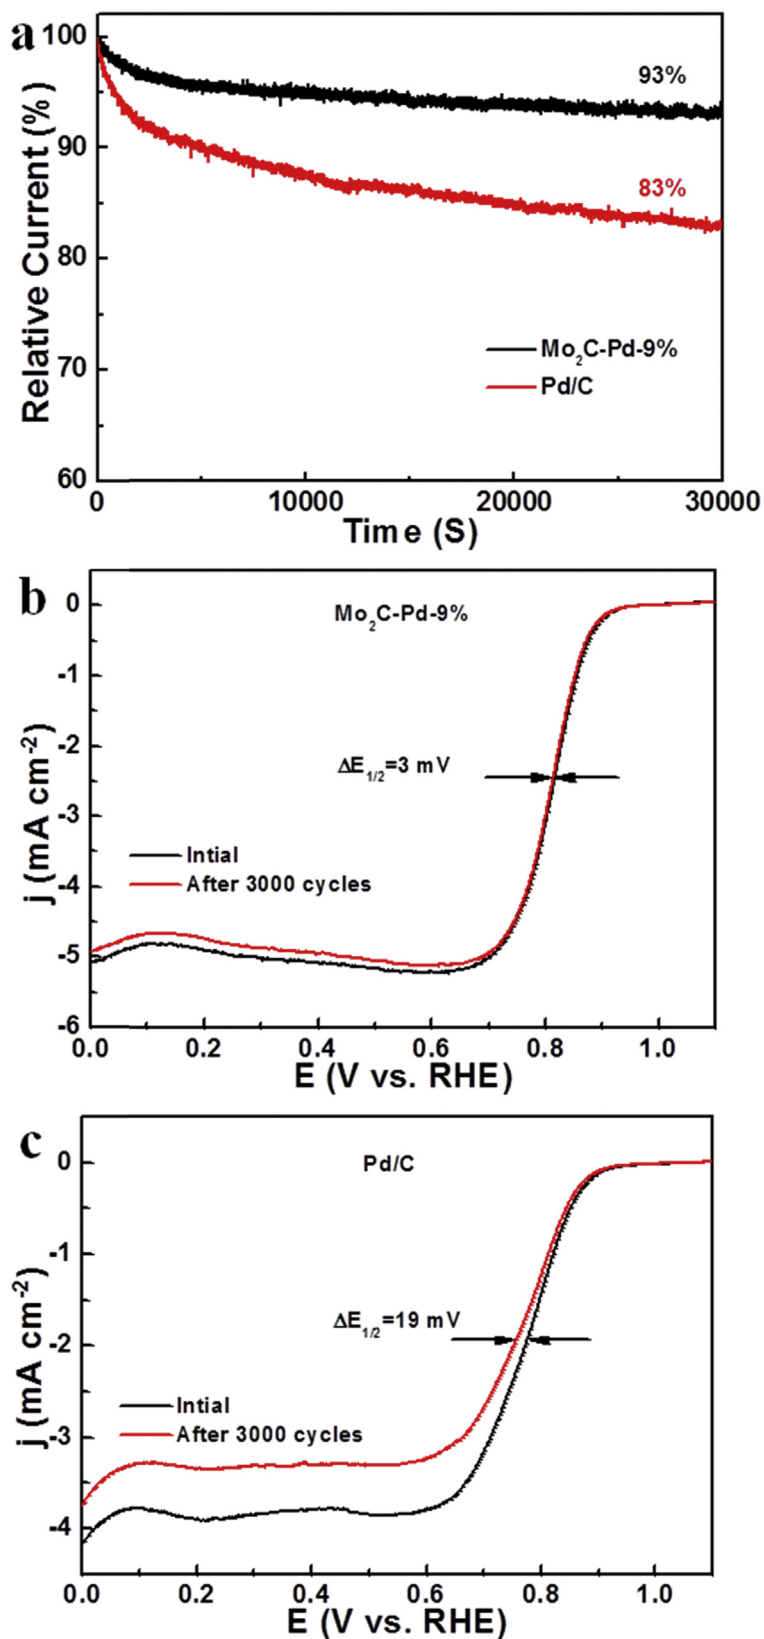 a
100
90
80
70
60
Relative Current (%)
93%
83%
Mo₂C-Pd-9%
Pd/C
0 10000 20000 30000
Time (S)
b
0
-1
-2
-3
-4
-5
-6
j (mA cm⁻²)
Mo₂C-Pd-9%
ΔE₁/₂=3 mV
Intial
After 3000 cycles
0.0 0.2 0.4 0.6 0.8 1.0
E (V vs. RHE)
c
0
-1
-2
-3
-4
j (mA cm⁻²)
Pd/C
ΔE₁/₂=19 mV
Intial
After 3000 cycles
0.0 0.2 0.4 0.6 0.8 1.0
E (V vs. RHE)